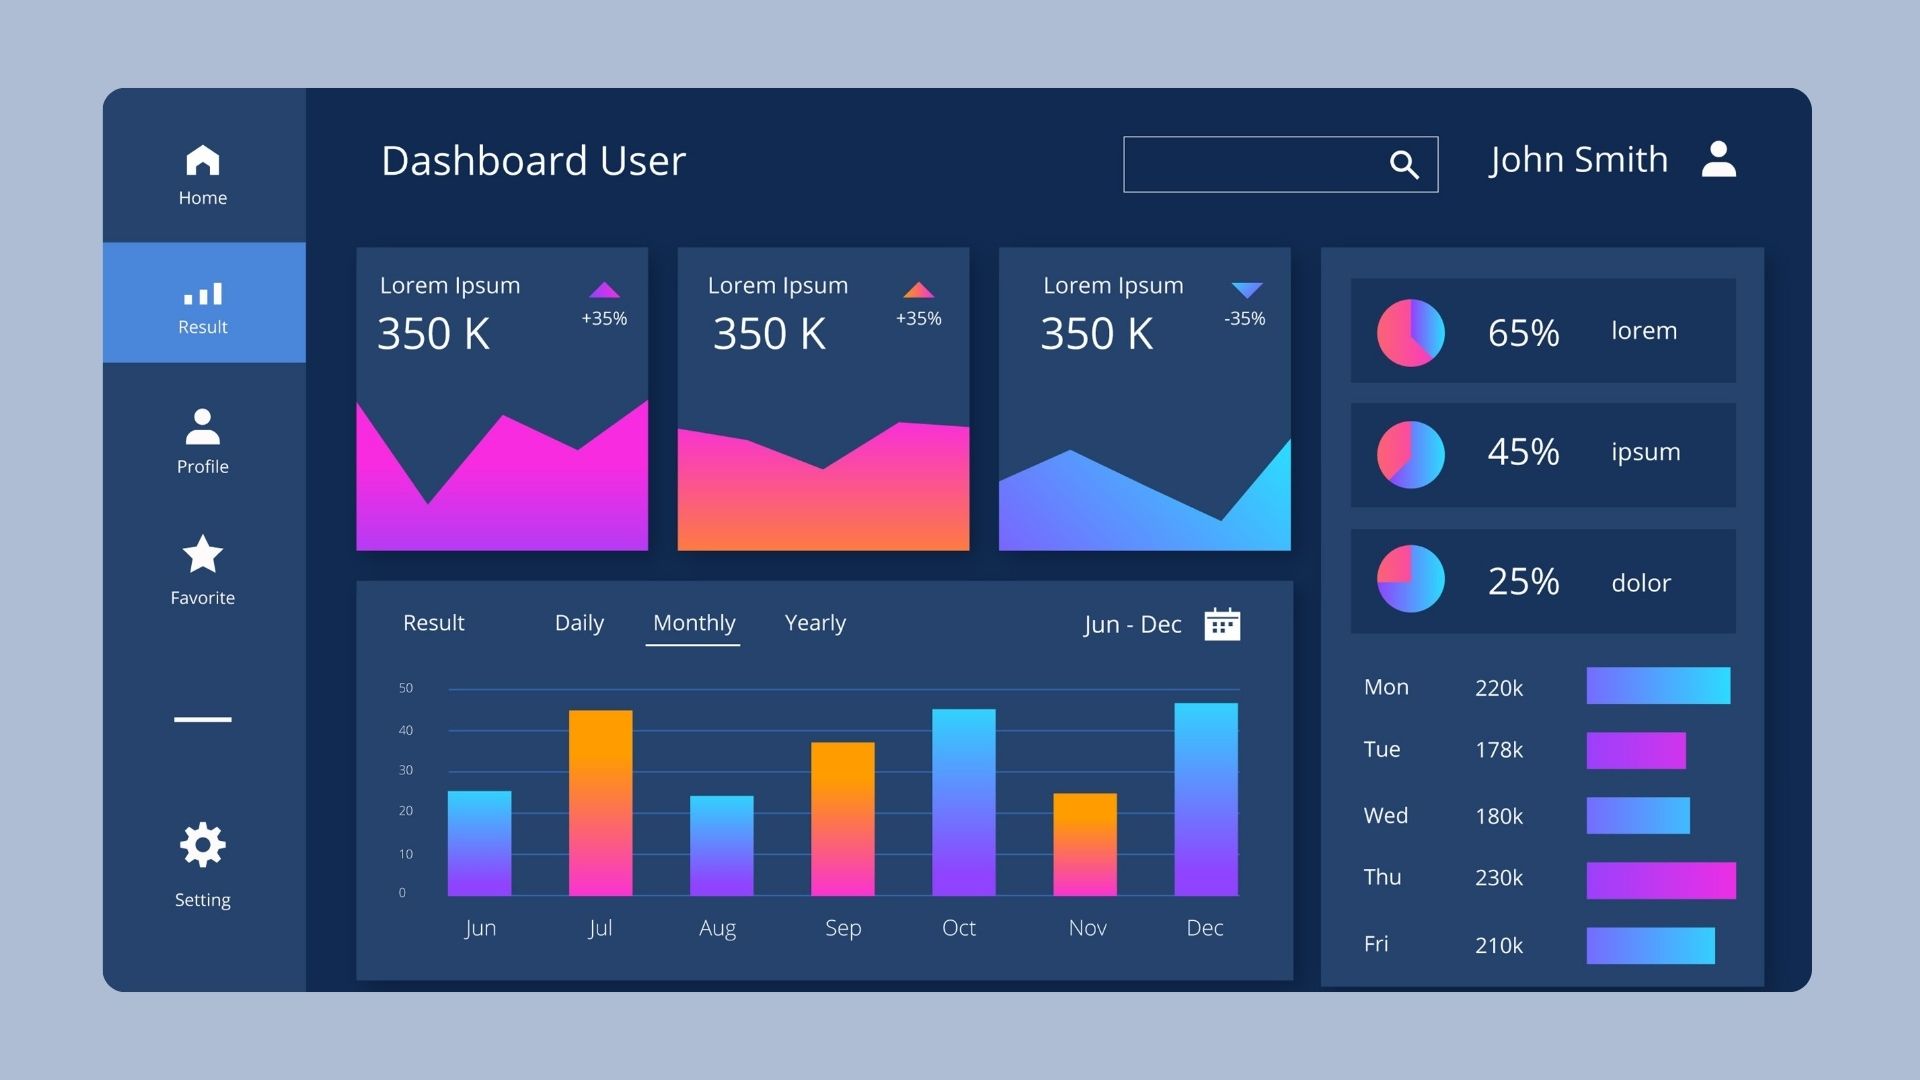 Home
Result
Profile
Favorite
Setting
Dashboard User
John Smith
Lorem Ipsum
350 K
+35%
Lorem Ipsum
350 K
+35%
Lorem Ipsum
350 K
-35%
65% lorem
45% ipsum
25% dolor
Mon 220k
Tue 178k
Wed 180k
Thu 230k
Fri 210k
Result Daily Monthly Yearly Jun - Dec
50
40
30
20
10
0
Jun Jul Aug Sep Oct Nov Dec